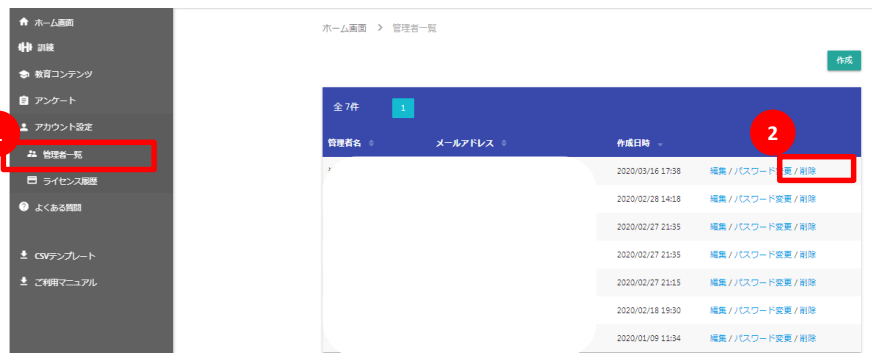 ホーム画面
訓練
教育コンテンツ
アンケート
アカウント設定
管理者一覧
ライセンス履歴
よくある質問
CSVテンプレート
ご利用マニュアル
ホーム画面 > 管理者一覧
作成
全7件 1
管理者名 メールアドレス 作成日時
2
2020/03/16 17:38 編集 / パスワード変更 / 削除
2020/02/28 14:18 編集 / パスワード変更 / 削除
2020/02/27 21:35 編集 / パスワード変更 / 削除
2020/02/27 21:35 編集 / パスワード変更 / 削除
2020/02/27 21:15 編集 / パスワード変更 / 削除
2020/02/18 19:30 編集 / パスワード変更 / 削除
2020/01/09 11:34 編集 / パスワード変更 / 削除